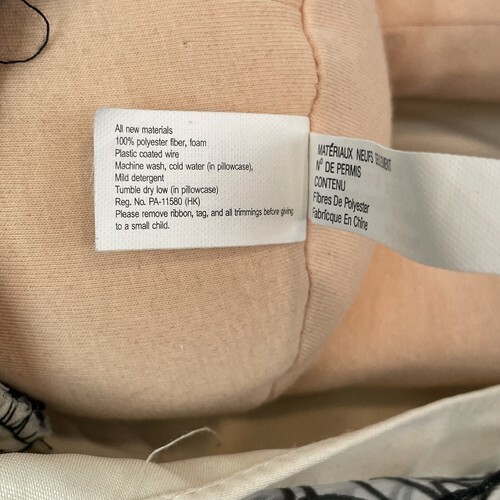 All new materials
100% polyester fiber, foam
Plastic coated wire
Machine wash, cold water (in pillowcase),
Mild detergent
Tumble dry low (in pillowcase)
Reg. No. PA-11580 (HK)
Please remove ribbon, tag, and all trimmings before giving
to a small child.
MATÉRIAUX NEUFS SEULEMENT
N° DE PERMIS
CONTENU
Fibres De Polyester
Fabricque En Chine